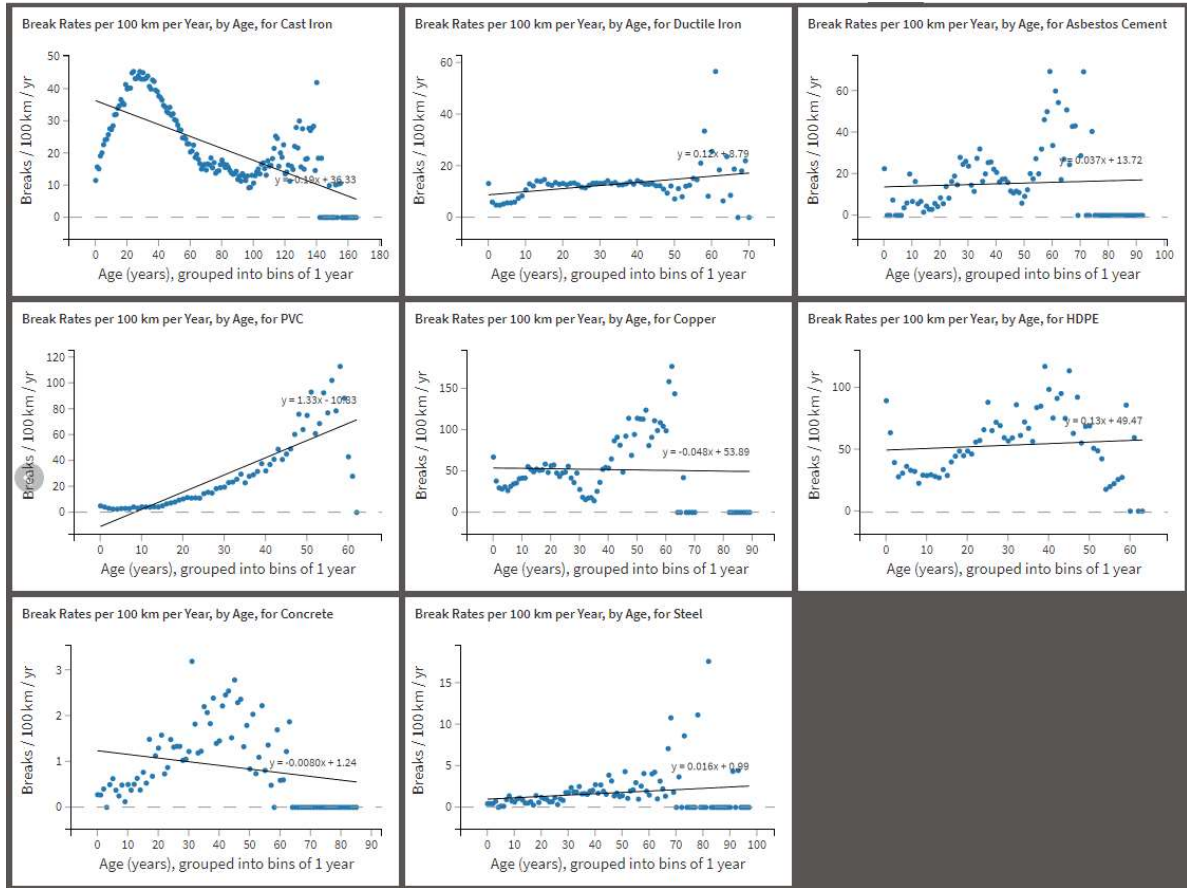 Break Rates per 100 km per Year, by Age, for Cast Iron
Breaks / 100 km / yr
50
40
30
20
10
0
y = -0.19x + 36.33
0 20 40 60 80 100 120 140 160 180
Age (years), grouped into bins of 1 year
Break Rates per 100 km per Year, by Age, for Ductile Iron
Breaks / 100 km / yr
60
40
20
0
y = 0.12x + 8.79
0 10 20 30 40 50 60 70
Age (years), grouped into bins of 1 year
Break Rates per 100 km per Year, by Age, for Asbestos Cement
Breaks / 100 km / yr
60
40
20
0
y = 0.037x + 13.72
0 10 20 30 40 50 60 70 80 90 100
Age (years), grouped into bins of 1 year
Break Rates per 100 km per Year, by Age, for PVC
Breaks / 100 km / yr
120
100
80
60
40
20
0
y = 1.33x - 10.83
0 10 20 30 40 50 60
Age (years), grouped into bins of 1 year
Break Rates per 100 km per Year, by Age, for Copper
Breaks / 100 km / yr
150
100
50
0
y = -0.048x + 53.89
0 10 20 30 40 50 60 70 80 90
Age (years), grouped into bins of 1 year
Break Rates per 100 km per Year, by Age, for HDPE
Breaks / 100 km / yr
100
50
0
y = 0.13x + 49.47
0 10 20 30 40 50 60
Age (years), grouped into bins of 1 year
Break Rates per 100 km per Year, by Age, for Concrete
Breaks / 100 km / yr
3
2
1
0
y = -0.0080x + 1.24
0 10 20 30 40 50 60 70 80 90
Age (years), grouped into bins of 1 year
Break Rates per 100 km per Year, by Age, for Steel
Breaks / 100 km / yr
15
10
5
0
y = 0.016x + 0.99
0 10 20 30 40 50 60 70 80 90 100
Age (years), grouped into bins of 1 year